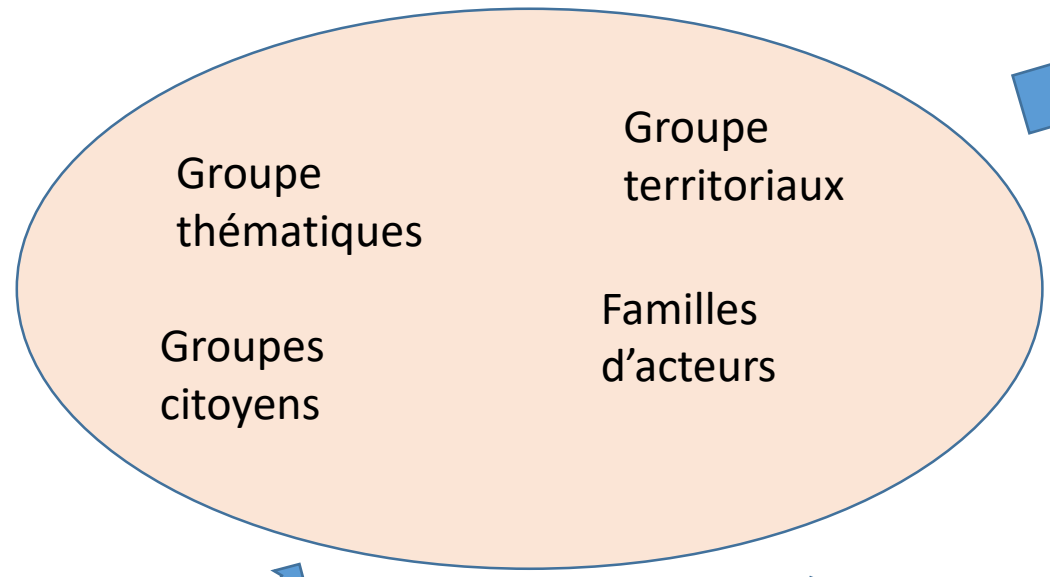 Groupe
thématiques
Groupe
territoriaux
Groupes
citoyens
Familles
d’acteurs